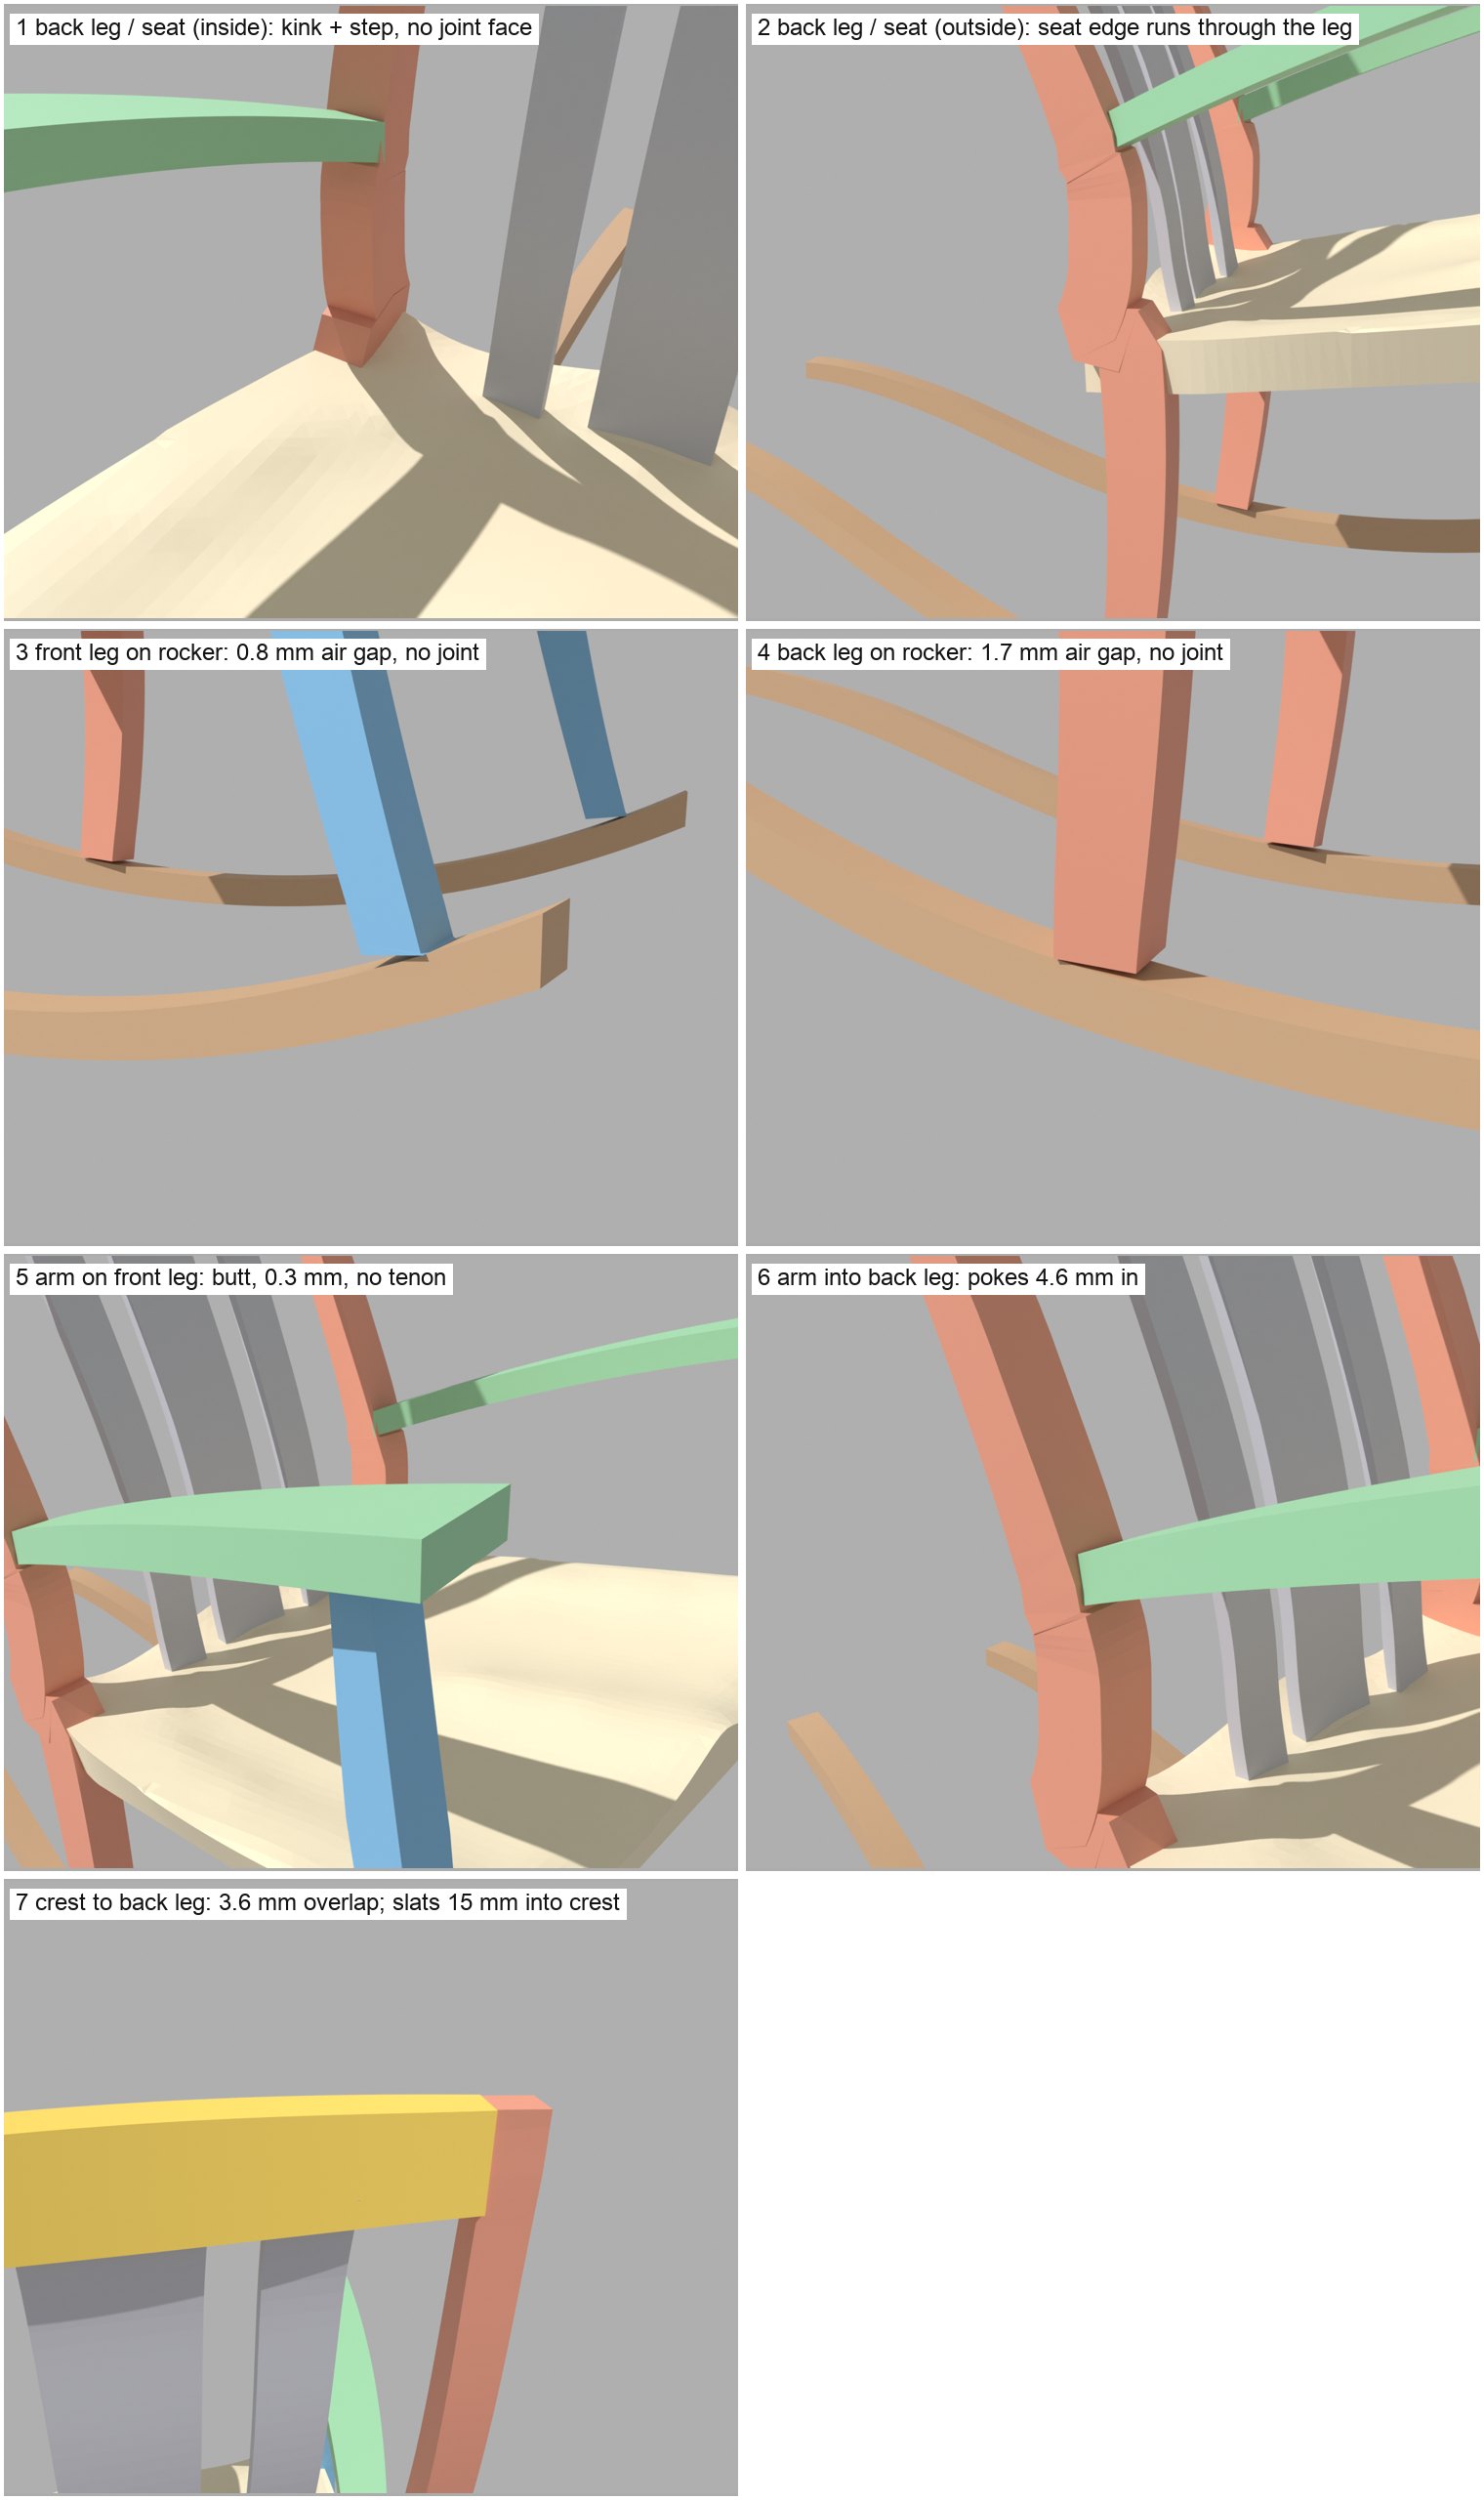 1 back leg / seat (inside): kink + step, no joint face
2 back leg / seat (outside): seat edge runs through the leg
3 front leg on rocker: 0.8 mm air gap, no joint
4 back leg on rocker: 1.7 mm air gap, no joint
5 arm on front leg: butt, 0.3 mm, no tenon
6 arm into back leg: pokes 4.6 mm in
7 crest to back leg: 3.6 mm overlap; slats 15 mm into crest